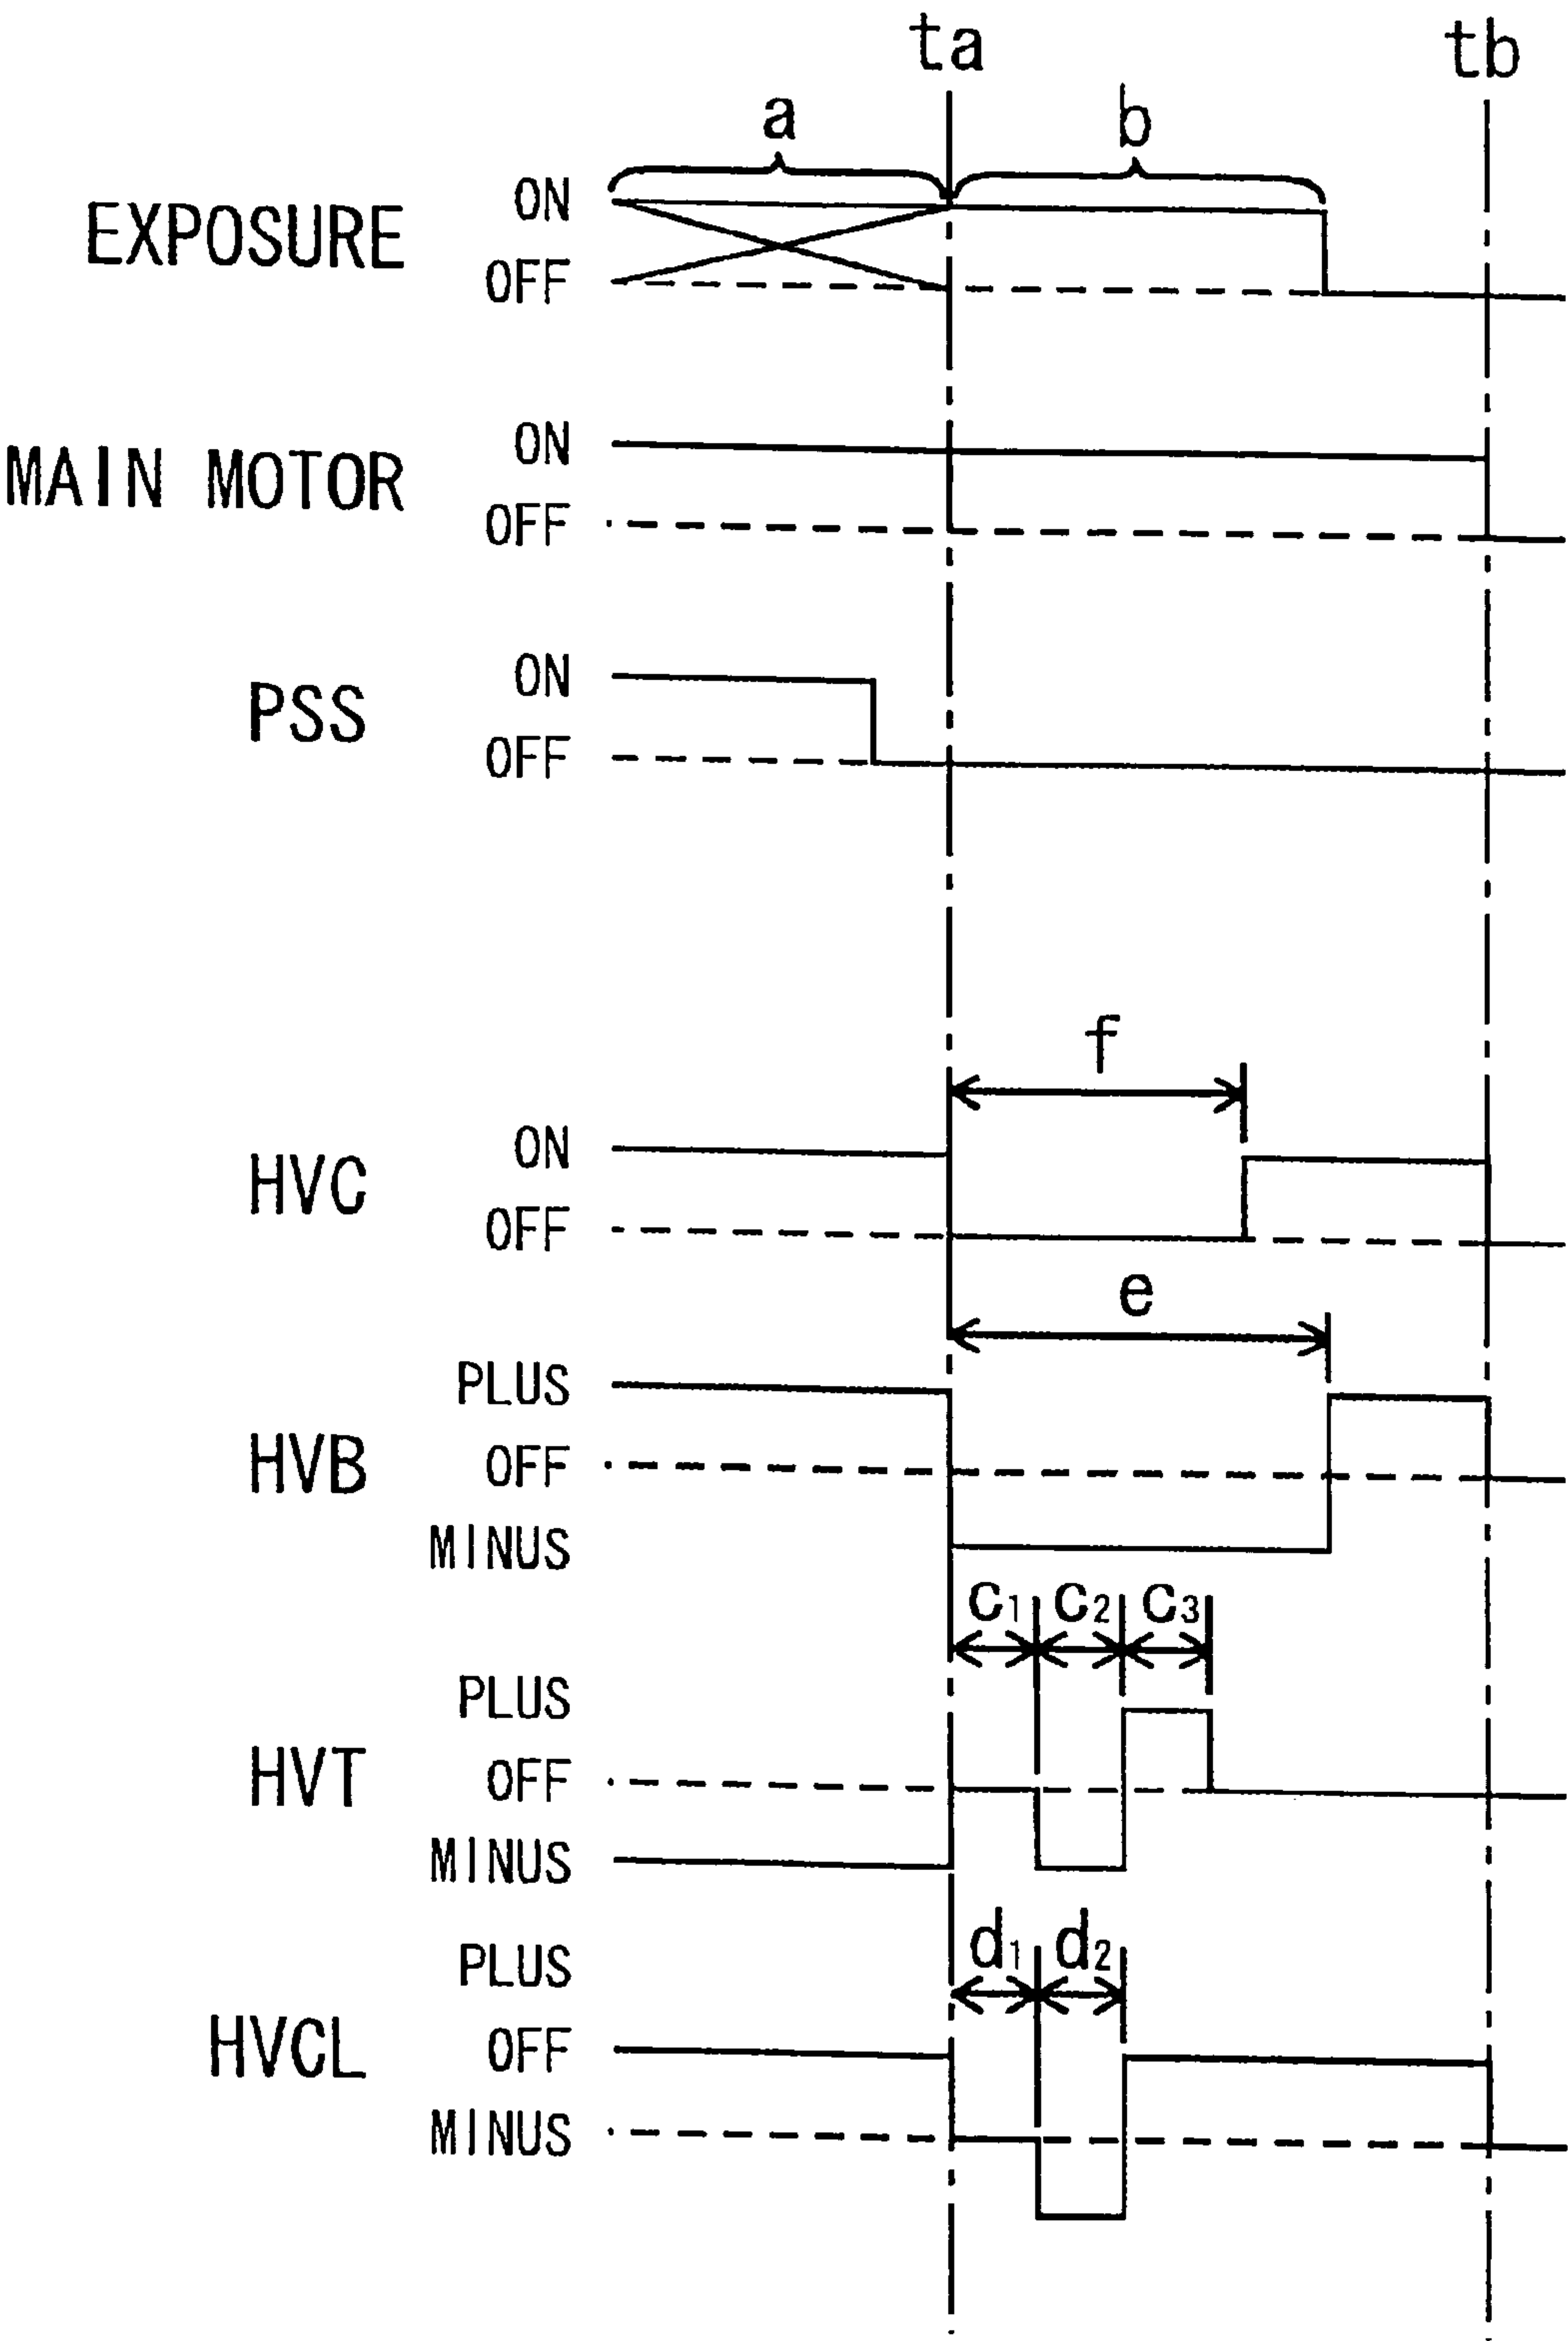 ta tb
a b
ON
EXPOSURE
OFF
ON
MAIN MOTOR
OFF
ON
PSS
OFF
f
ON
HVC
OFF
e
PLUS
HVB OFF
MINUS
c1 c2 c3
PLUS
HVT OFF
MINUS
d1 d2
PLUS
HVCL OFF
MINUS